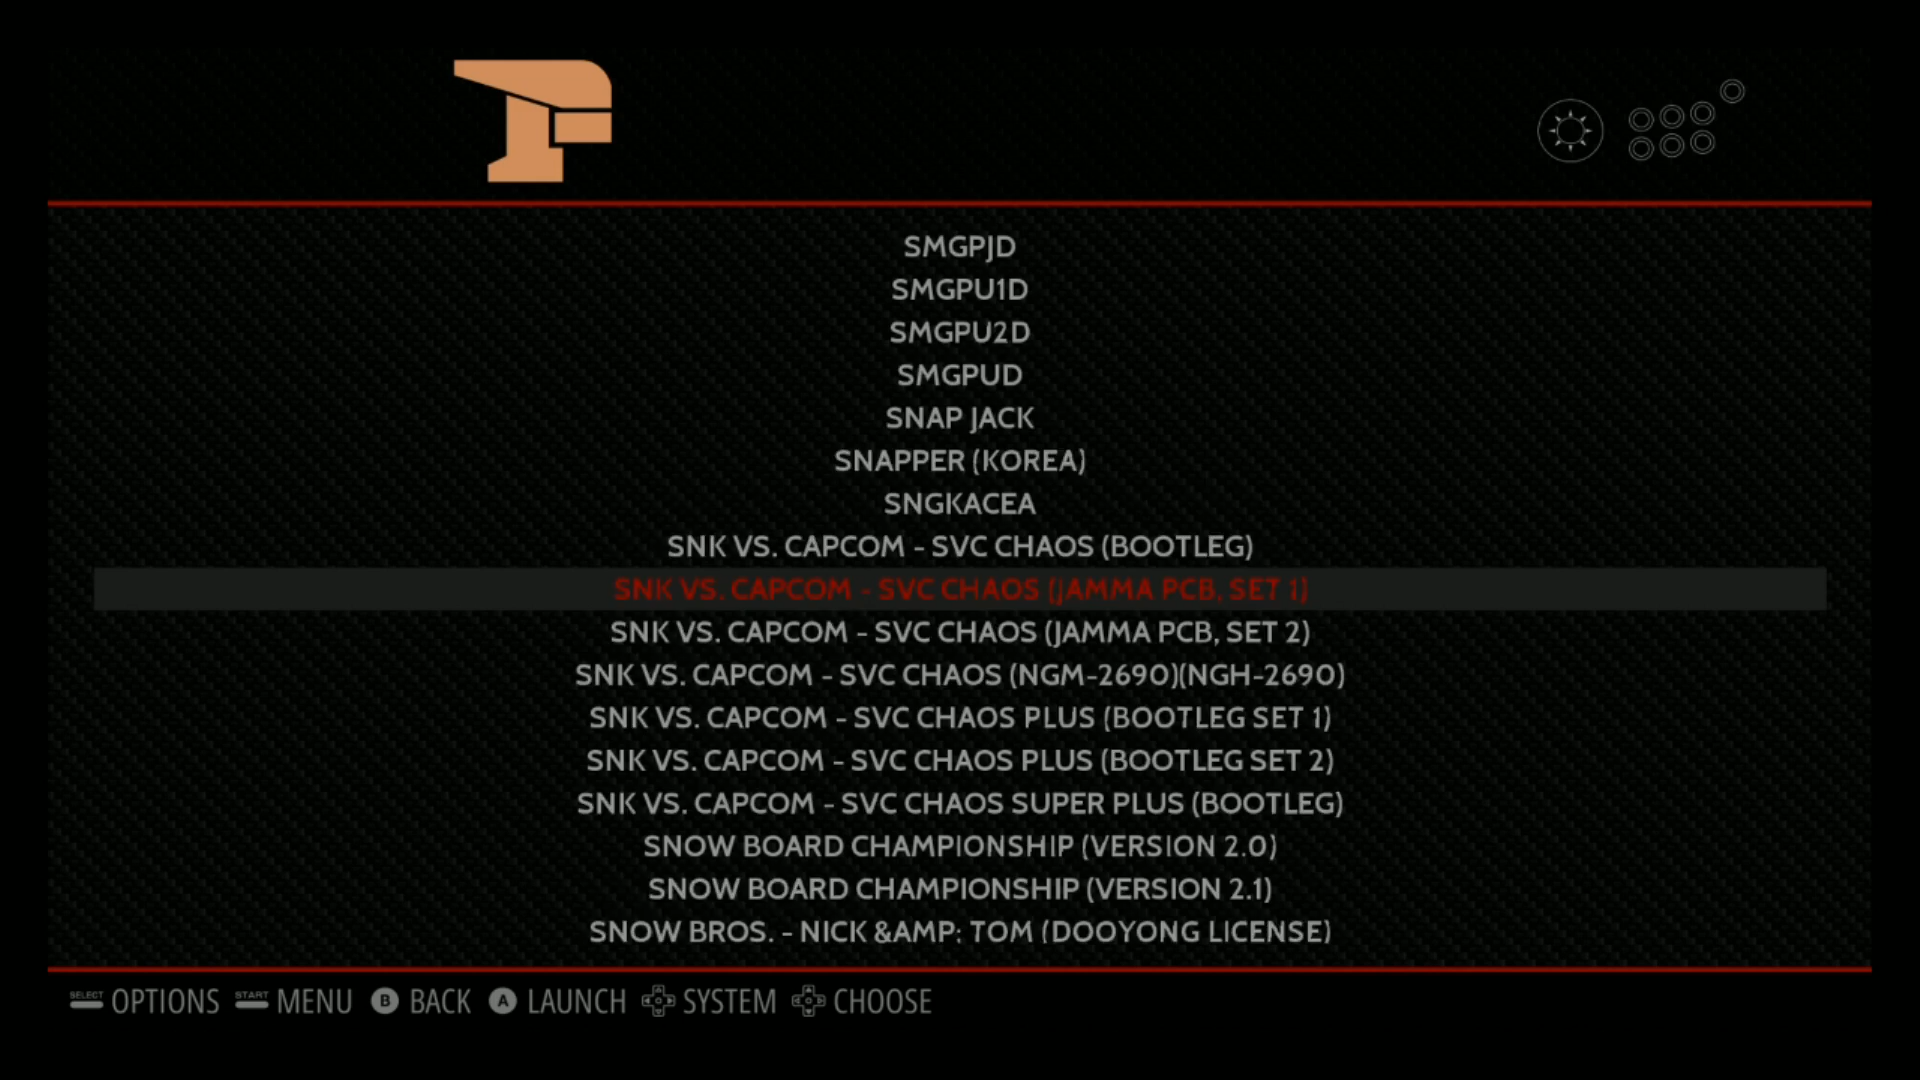 SMGPJD
SMGPU1D
SMGPU2D
SMGPUD
SNAP JACK
SNAPPER (KOREA)
SNGKACEA
SNK VS. CAPCOM - SVC CHAOS (BOOTLEG)
SNK VS. CAPCOM - SVC CHAOS (JAMMA PCB, SET 1)
SNK VS. CAPCOM - SVC CHAOS (JAMMA PCB, SET 2)
SNK VS. CAPCOM - SVC CHAOS (NGM-2690)(NGH-2690)
SNK VS. CAPCOM - SVC CHAOS PLUS (BOOTLEG SET 1)
SNK VS. CAPCOM - SVC CHAOS PLUS (BOOTLEG SET 2)
SNK VS. CAPCOM - SVC CHAOS SUPER PLUS (BOOTLEG)
SNOW BOARD CHAMPIONSHIP (VERSION 2.0)
SNOW BOARD CHAMPIONSHIP (VERSION 2.1)
SNOW BROS. - NICK &AMP; TOM (DOOYONG LICENSE)
SELECT OPTIONS START MENU B BACK A LAUNCH SYSTEM CHOOSE